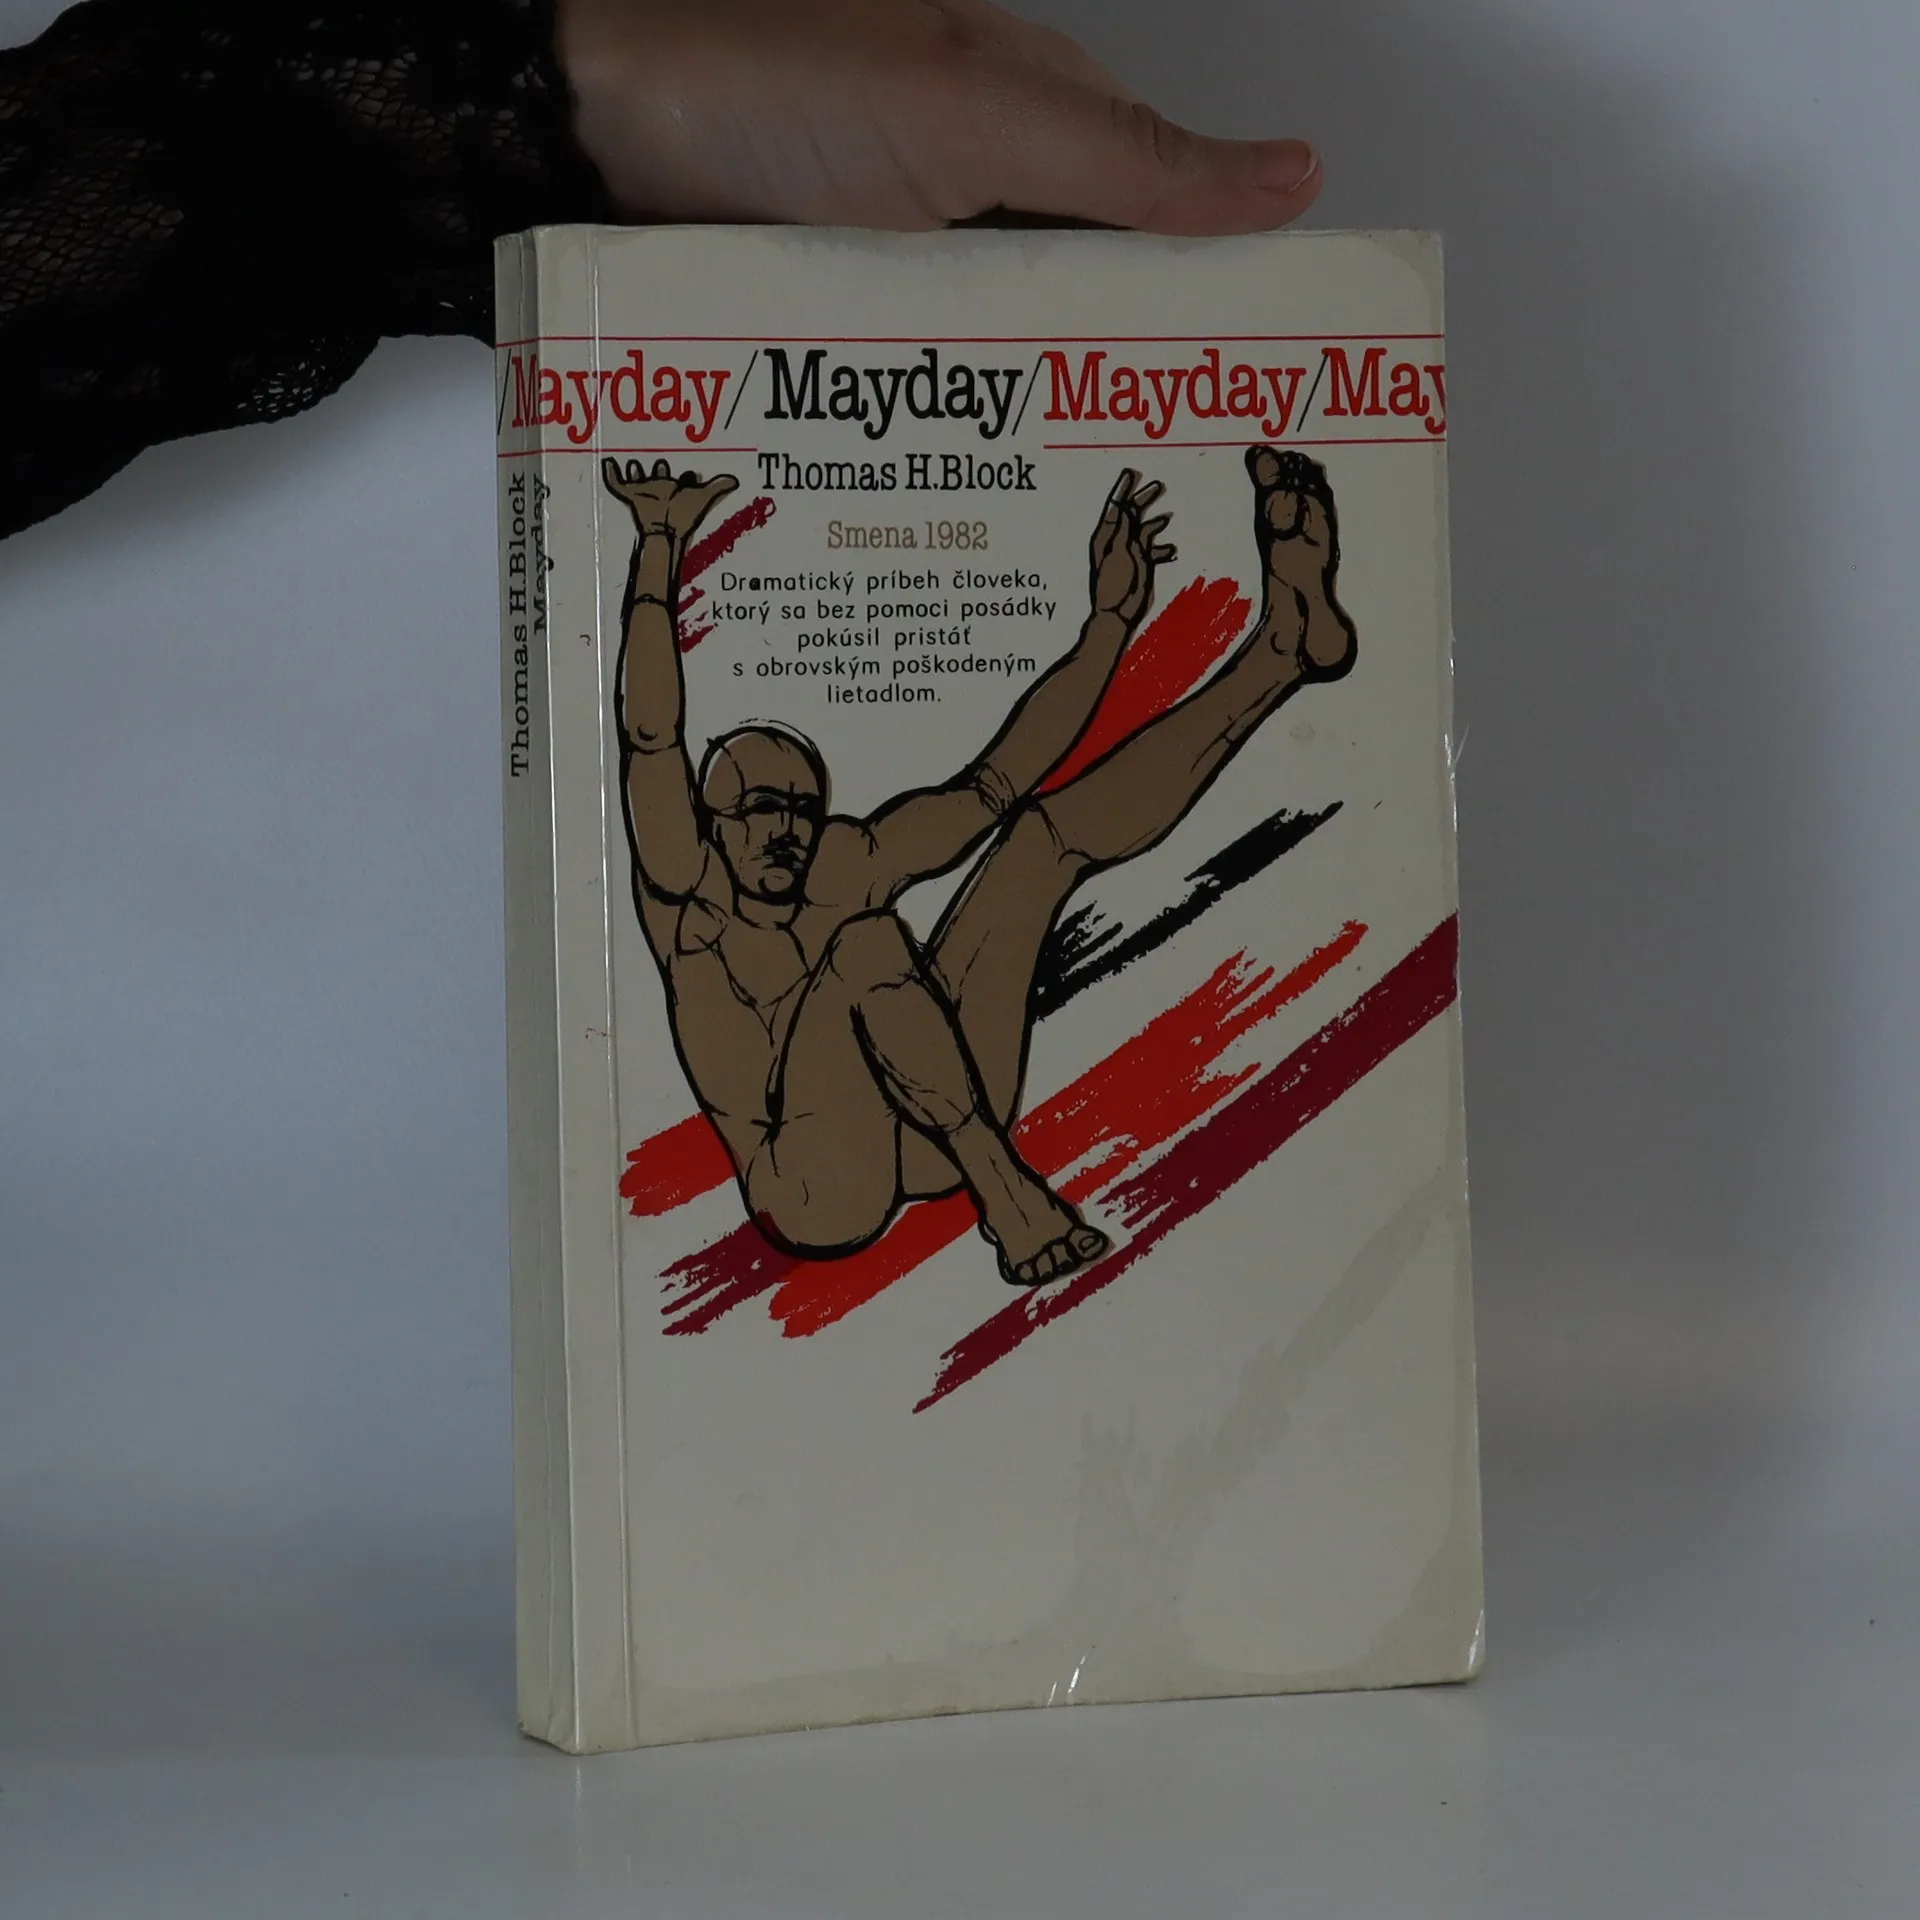 /Mayday/Mayday/Mayday/May
Thomas H.Block
Smena 1982
Dramatický príbeh človeka,
ktorý sa bez pomoci posádky
pokúsil pristáť
s obrovským poškodeným
lietadlom.
Thomas H.Block
Mayday